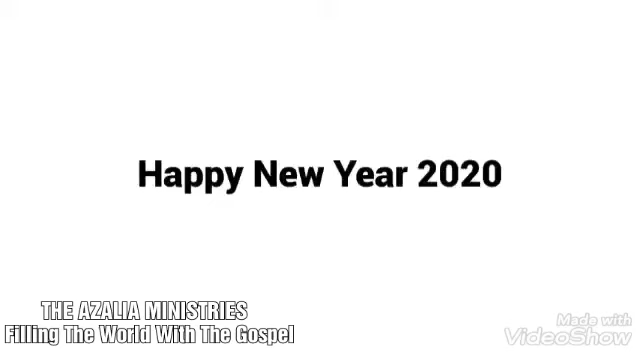 Happy New Year 2020
THE AZALIA MINISTRIES
Filling The World With The Gospel
Made with
VideoShow